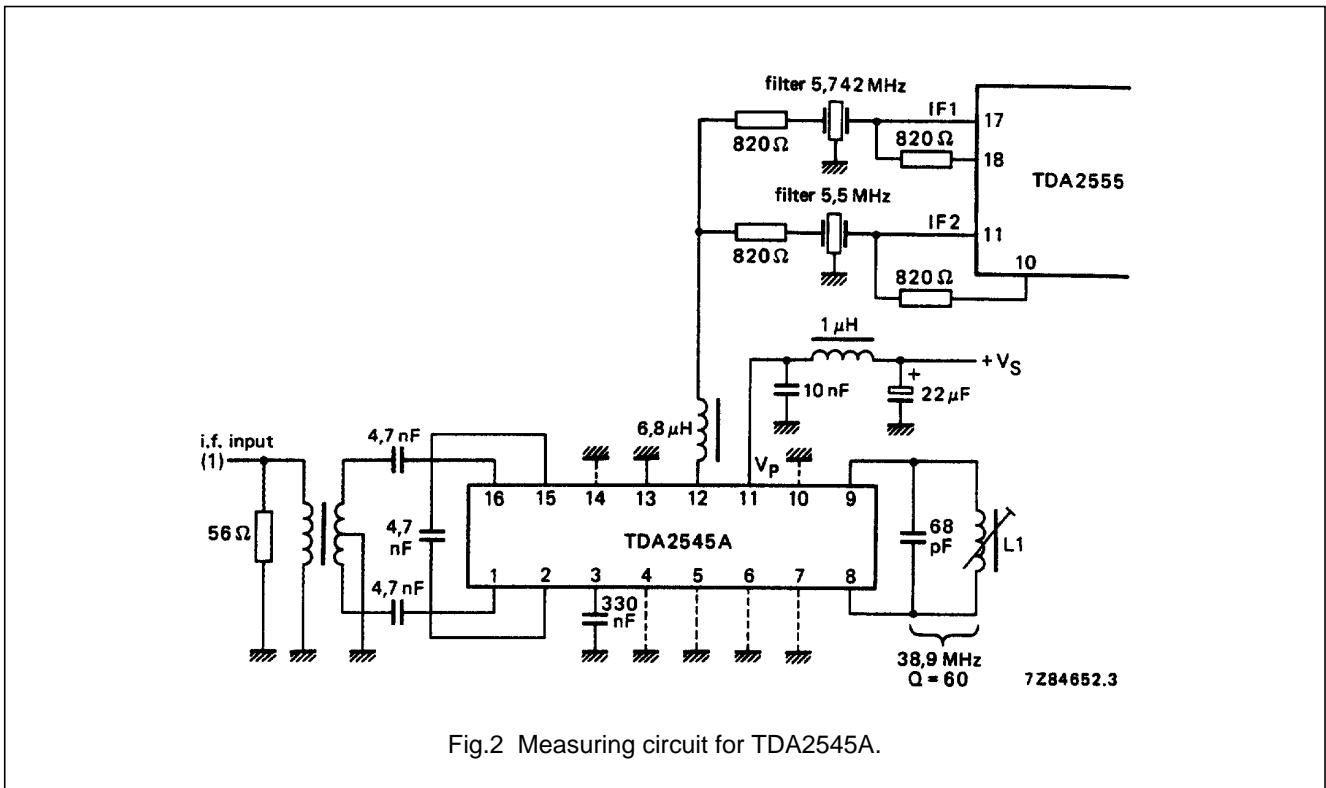 filter 5,742 MHz
820 Ω
IF1
17
820 Ω
18
TDA2555
filter 5,5 MHz
820 Ω
IF2
11
820 Ω
10
1 µH
+VS
10 nF
+
22 µF
6,8 µH
VP
i.f. input
(1)
56 Ω
4,7 nF
4,7
nF
4,7 nF
16 15 14 13 12 11 10 9
TDA2545A
1 2 3 4 5 6 7 8
330
nF
68
pF
L1
38,9 MHz
Q = 60
7Z84652.3
Fig.2 Measuring circuit for TDA2545A.